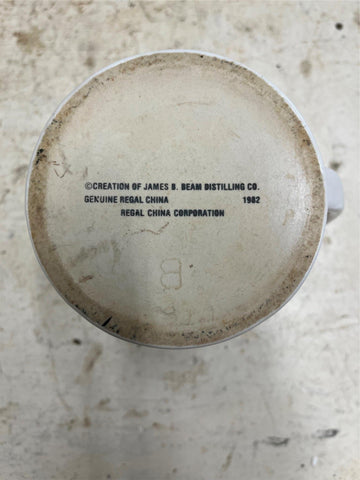 ©CREATION OF JAMES B. BEAM DISTILLING CO.
GENUINE REGAL CHINA 1982
REGAL CHINA CORPORATION
B